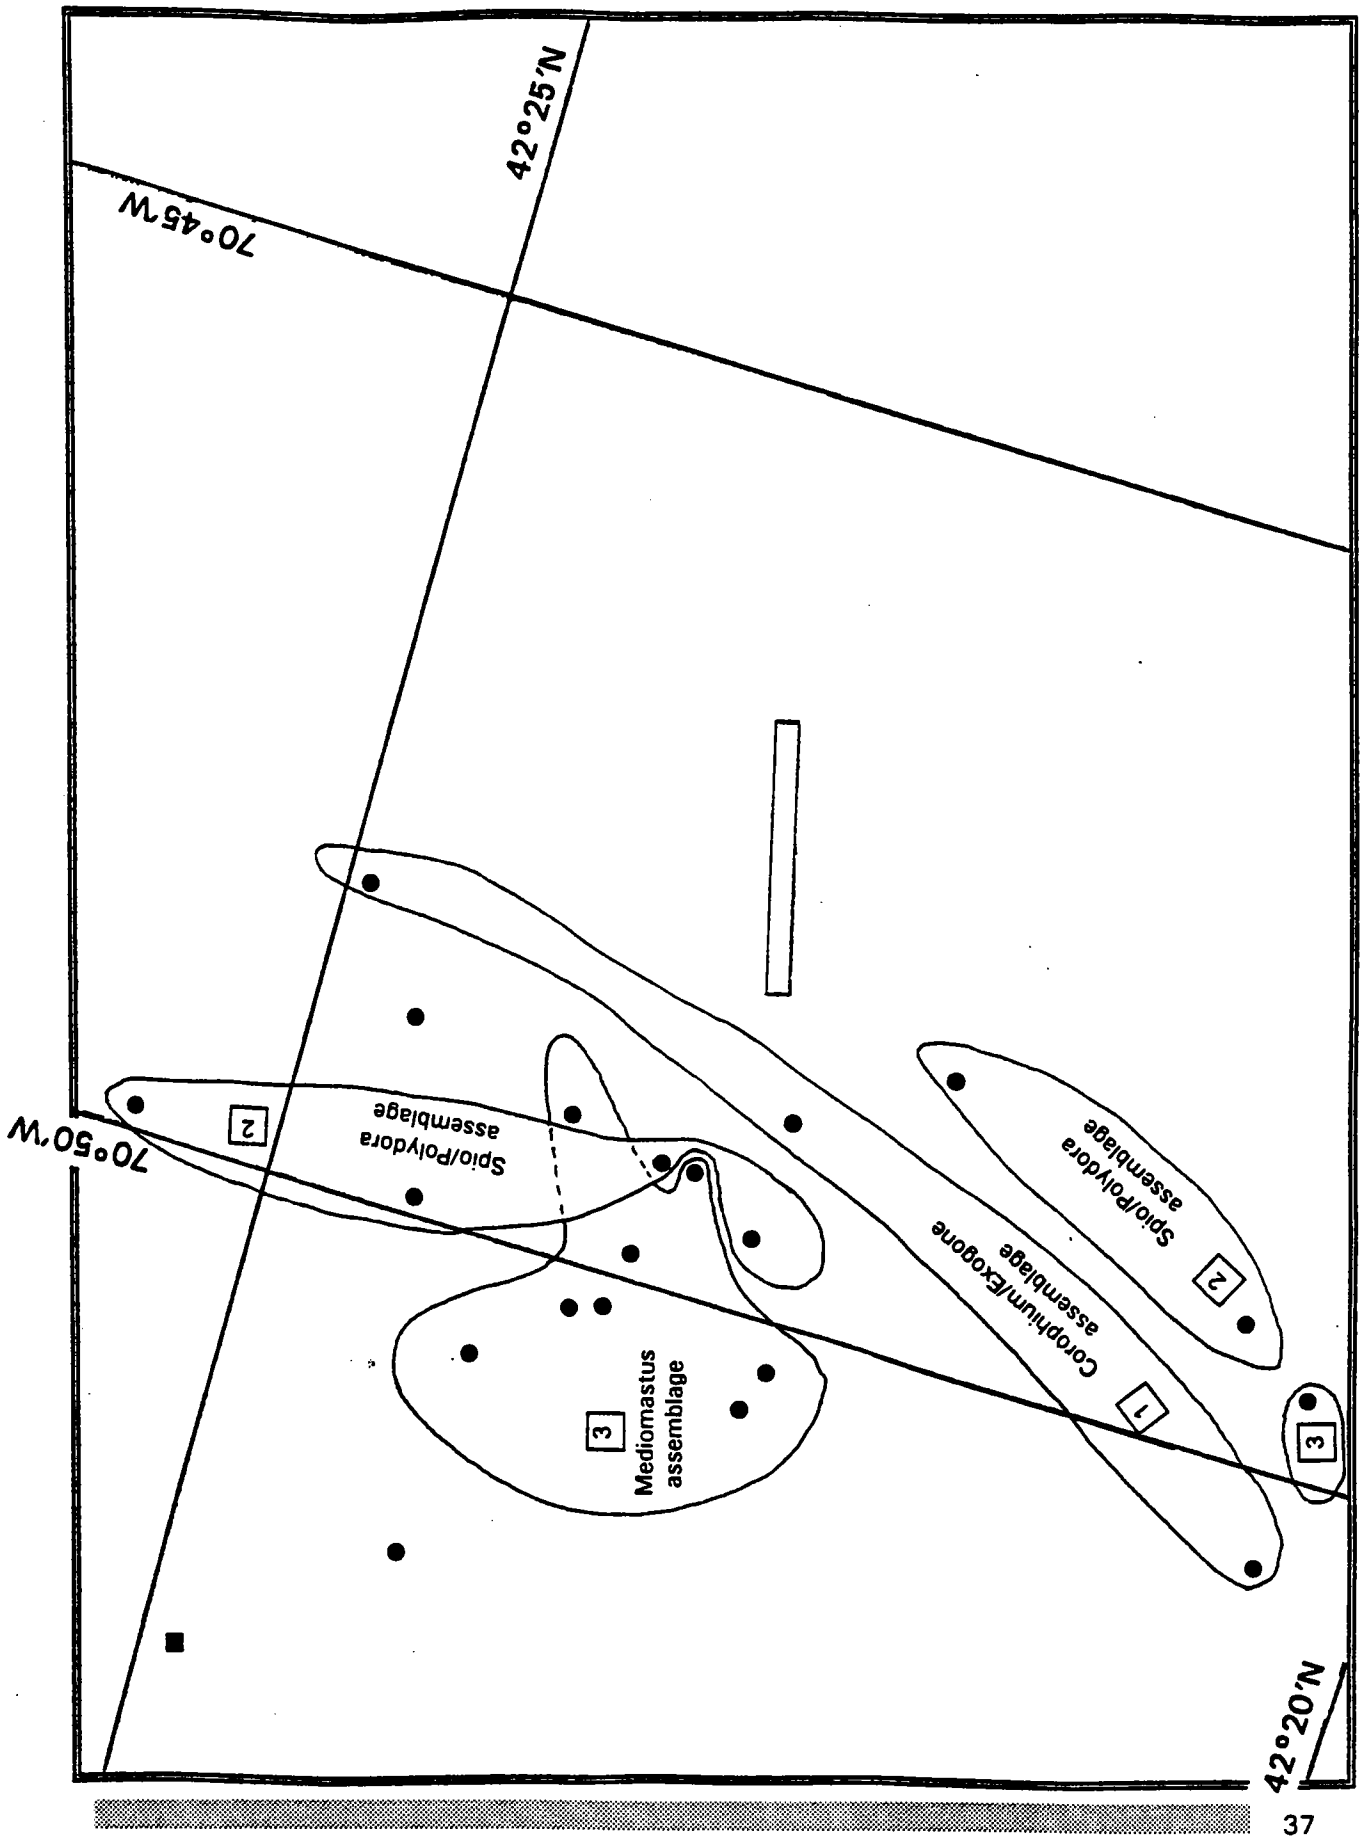 42°25'N
70°45'W
70°50'W
2
Spio/Polydora
assemblage
Spio/Polydora
assemblage
2
Corophium/Exogone
assemblage
1
3
Mediomastus
assemblage
3
42°20'N
37